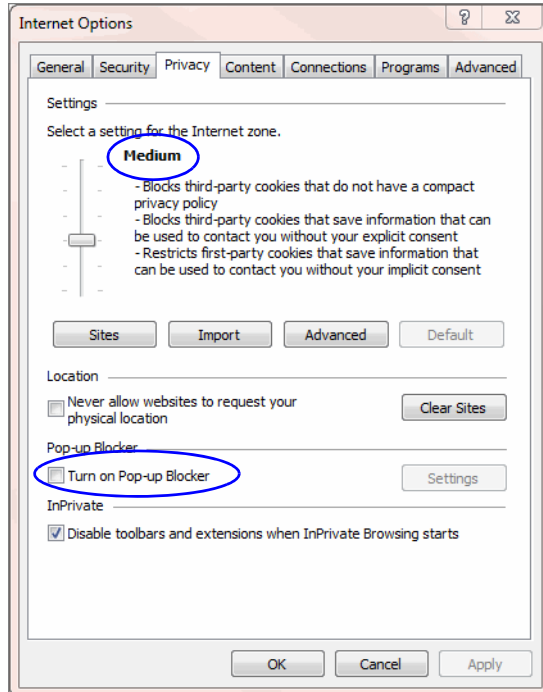 Internet Options
General Security Privacy Content Connections Programs Advanced
Settings
Select a setting for the Internet zone.
Medium
- Blocks third-party cookies that do not have a compact
privacy policy
- Blocks third-party cookies that save information that can
be used to contact you without your explicit consent
- Restricts first-party cookies that save information that
can be used to contact you without your implicit consent
Sites Import Advanced Default
Location
Never allow websites to request your
physical location
Clear Sites
Pop-up Blocker
Turn on Pop-up Blocker
Settings
InPrivate
Disable toolbars and extensions when InPrivate Browsing starts
OK Cancel Apply